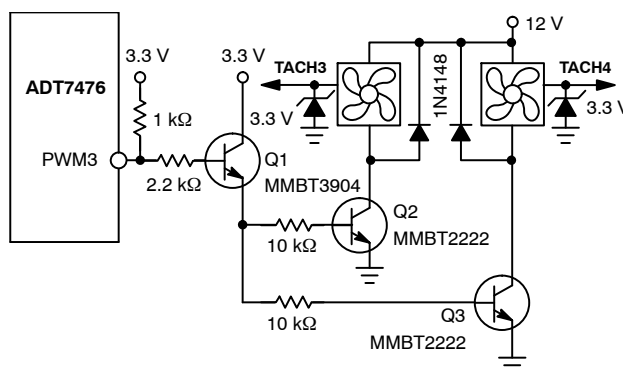 12 V
3.3 V
3.3 V
TACH3
1N4148
TACH4
ADT7476
1 kΩ
3.3 V
3.3 V
PWM3
2.2 kΩ
Q1
MMBT3904
10 kΩ
Q2
MMBT2222
10 kΩ
Q3
MMBT2222